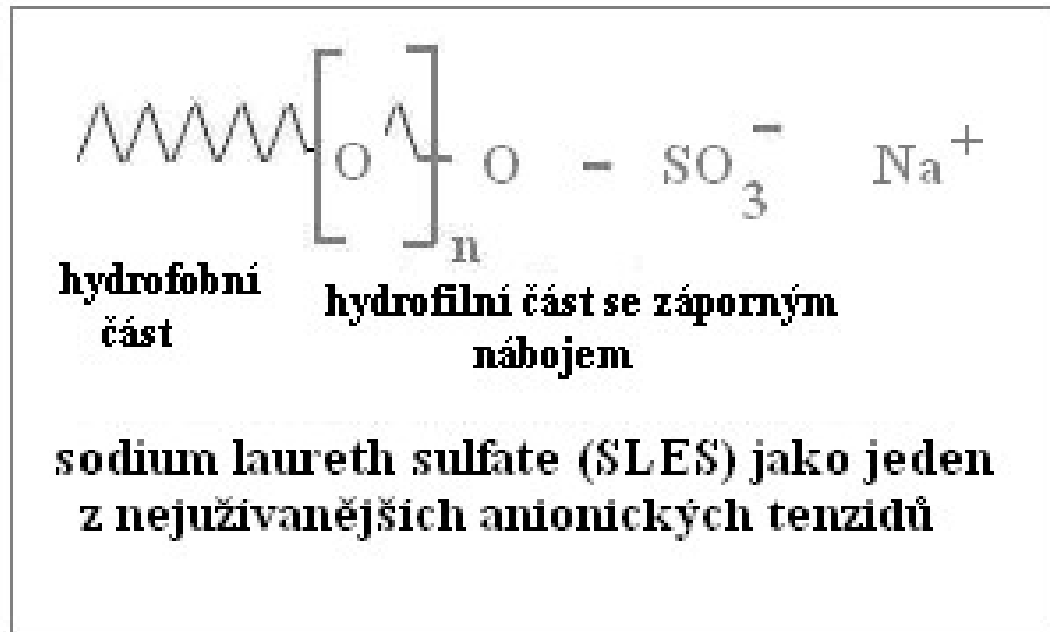 [ O ]n O – SO3– Na+
hydrofobní
část
hydrofilní část se záporným
nábojem
sodium laureth sulfate (SLES) jako jeden
z nejužívanějších anionických tenzidů